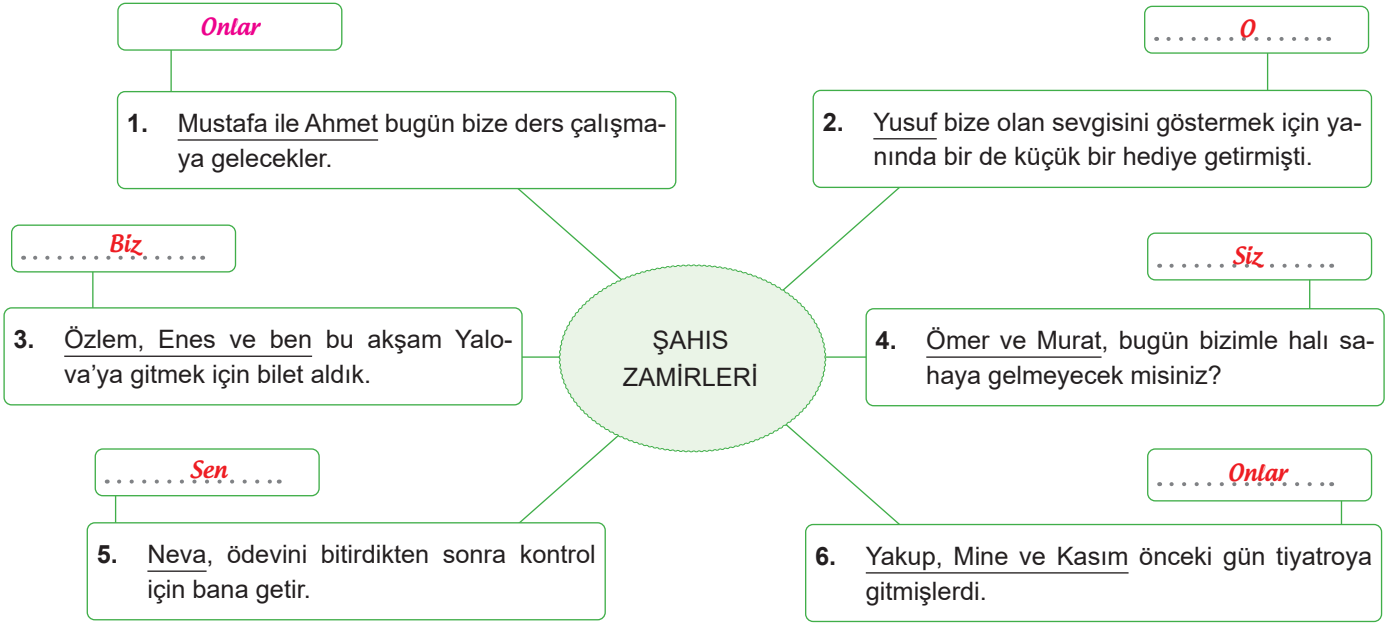 Onlar
1. Mustafa ile Ahmet bugün bize ders çalışma-
ya gelecekler.
O
2. Yusuf bize olan sevgisini göstermek için ya-
nında bir de küçük bir hediye getirmişti.
Biz
3. Özlem, Enes ve ben bu akşam Yalo-
va’ya gitmek için bilet aldık.
ŞAHIS
ZAMİRLERİ
Siz
4. Ömer ve Murat, bugün bizimle halı sa-
haya gelmeyecek misiniz?
Sen
5. Neva, ödevini bitirdikten sonra kontrol
için bana getir.
Onlar
6. Yakup, Mine ve Kasım önceki gün tiyatroya
gitmişlerdi.